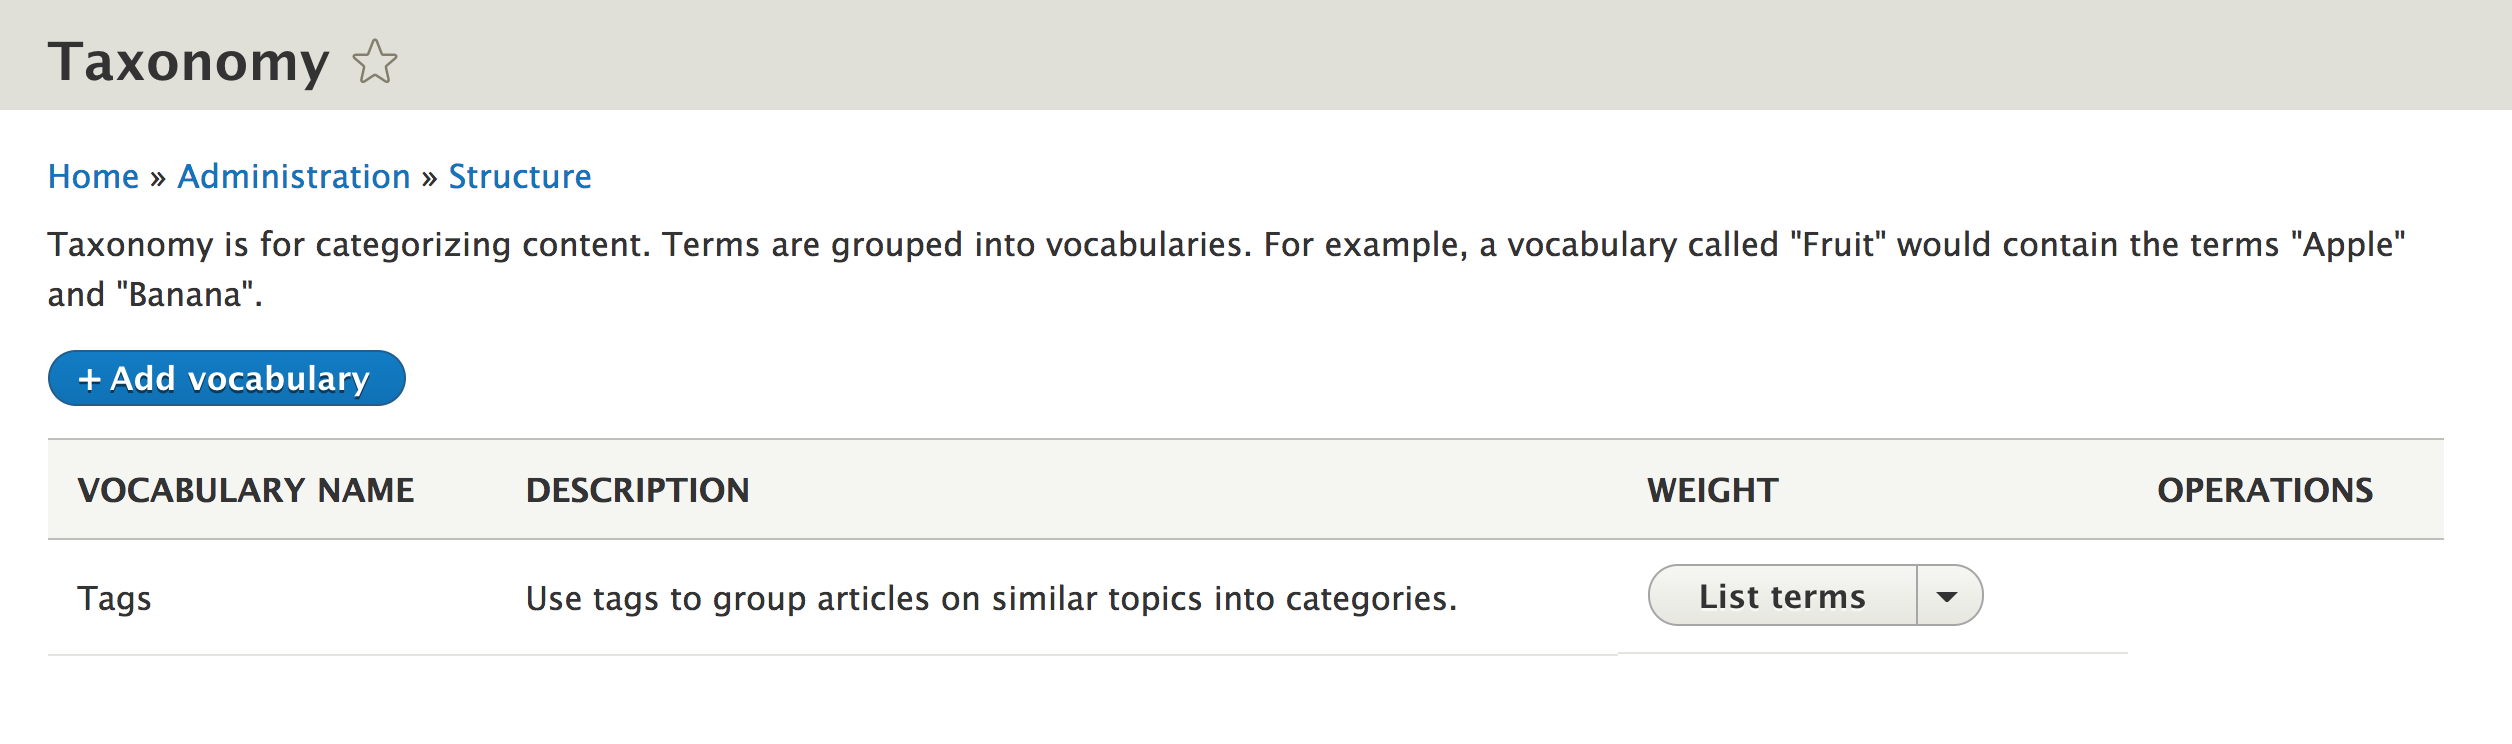 Taxonomy
Home » Administration » Structure
Taxonomy is for categorizing content. Terms are grouped into vocabularies. For example, a vocabulary called "Fruit" would contain the terms "Apple"
and "Banana".
+ Add vocabulary
VOCABULARY NAME DESCRIPTION WEIGHT OPERATIONS
Tags Use tags to group articles on similar topics into categories. List terms